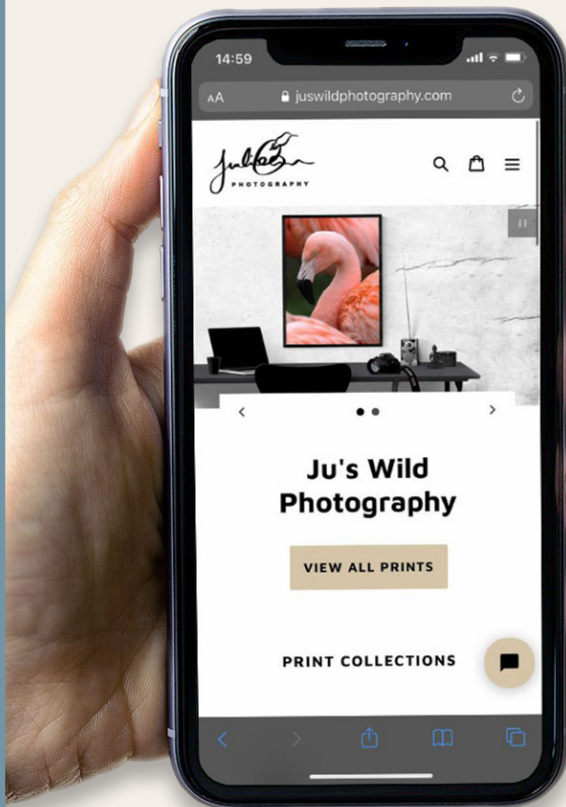 14:59
AA
juswildphotography.com
PHOTOGRAPHY
Ju's Wild
Photography
VIEW ALL PRINTS
PRINT COLLECTIONS